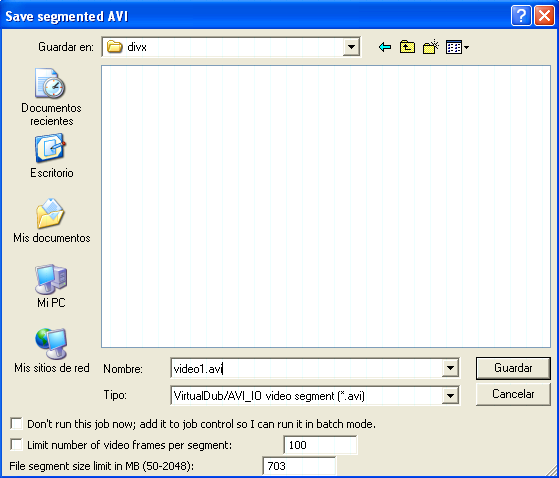 Save segmented AVI
Guardar en: divx
Documentos
recientes
Escritorio
Mis documentos
Mi PC
Mis sitios de red
Nombre: video1.avi Guardar
Tipo: VirtualDub/AVI_IO video segment (*.avi) Cancelar
Don't run this job now; add it to job control so I can run it in batch mode.
Limit number of video frames per segment: 100
File segment size limit in MB (50-2048): 703